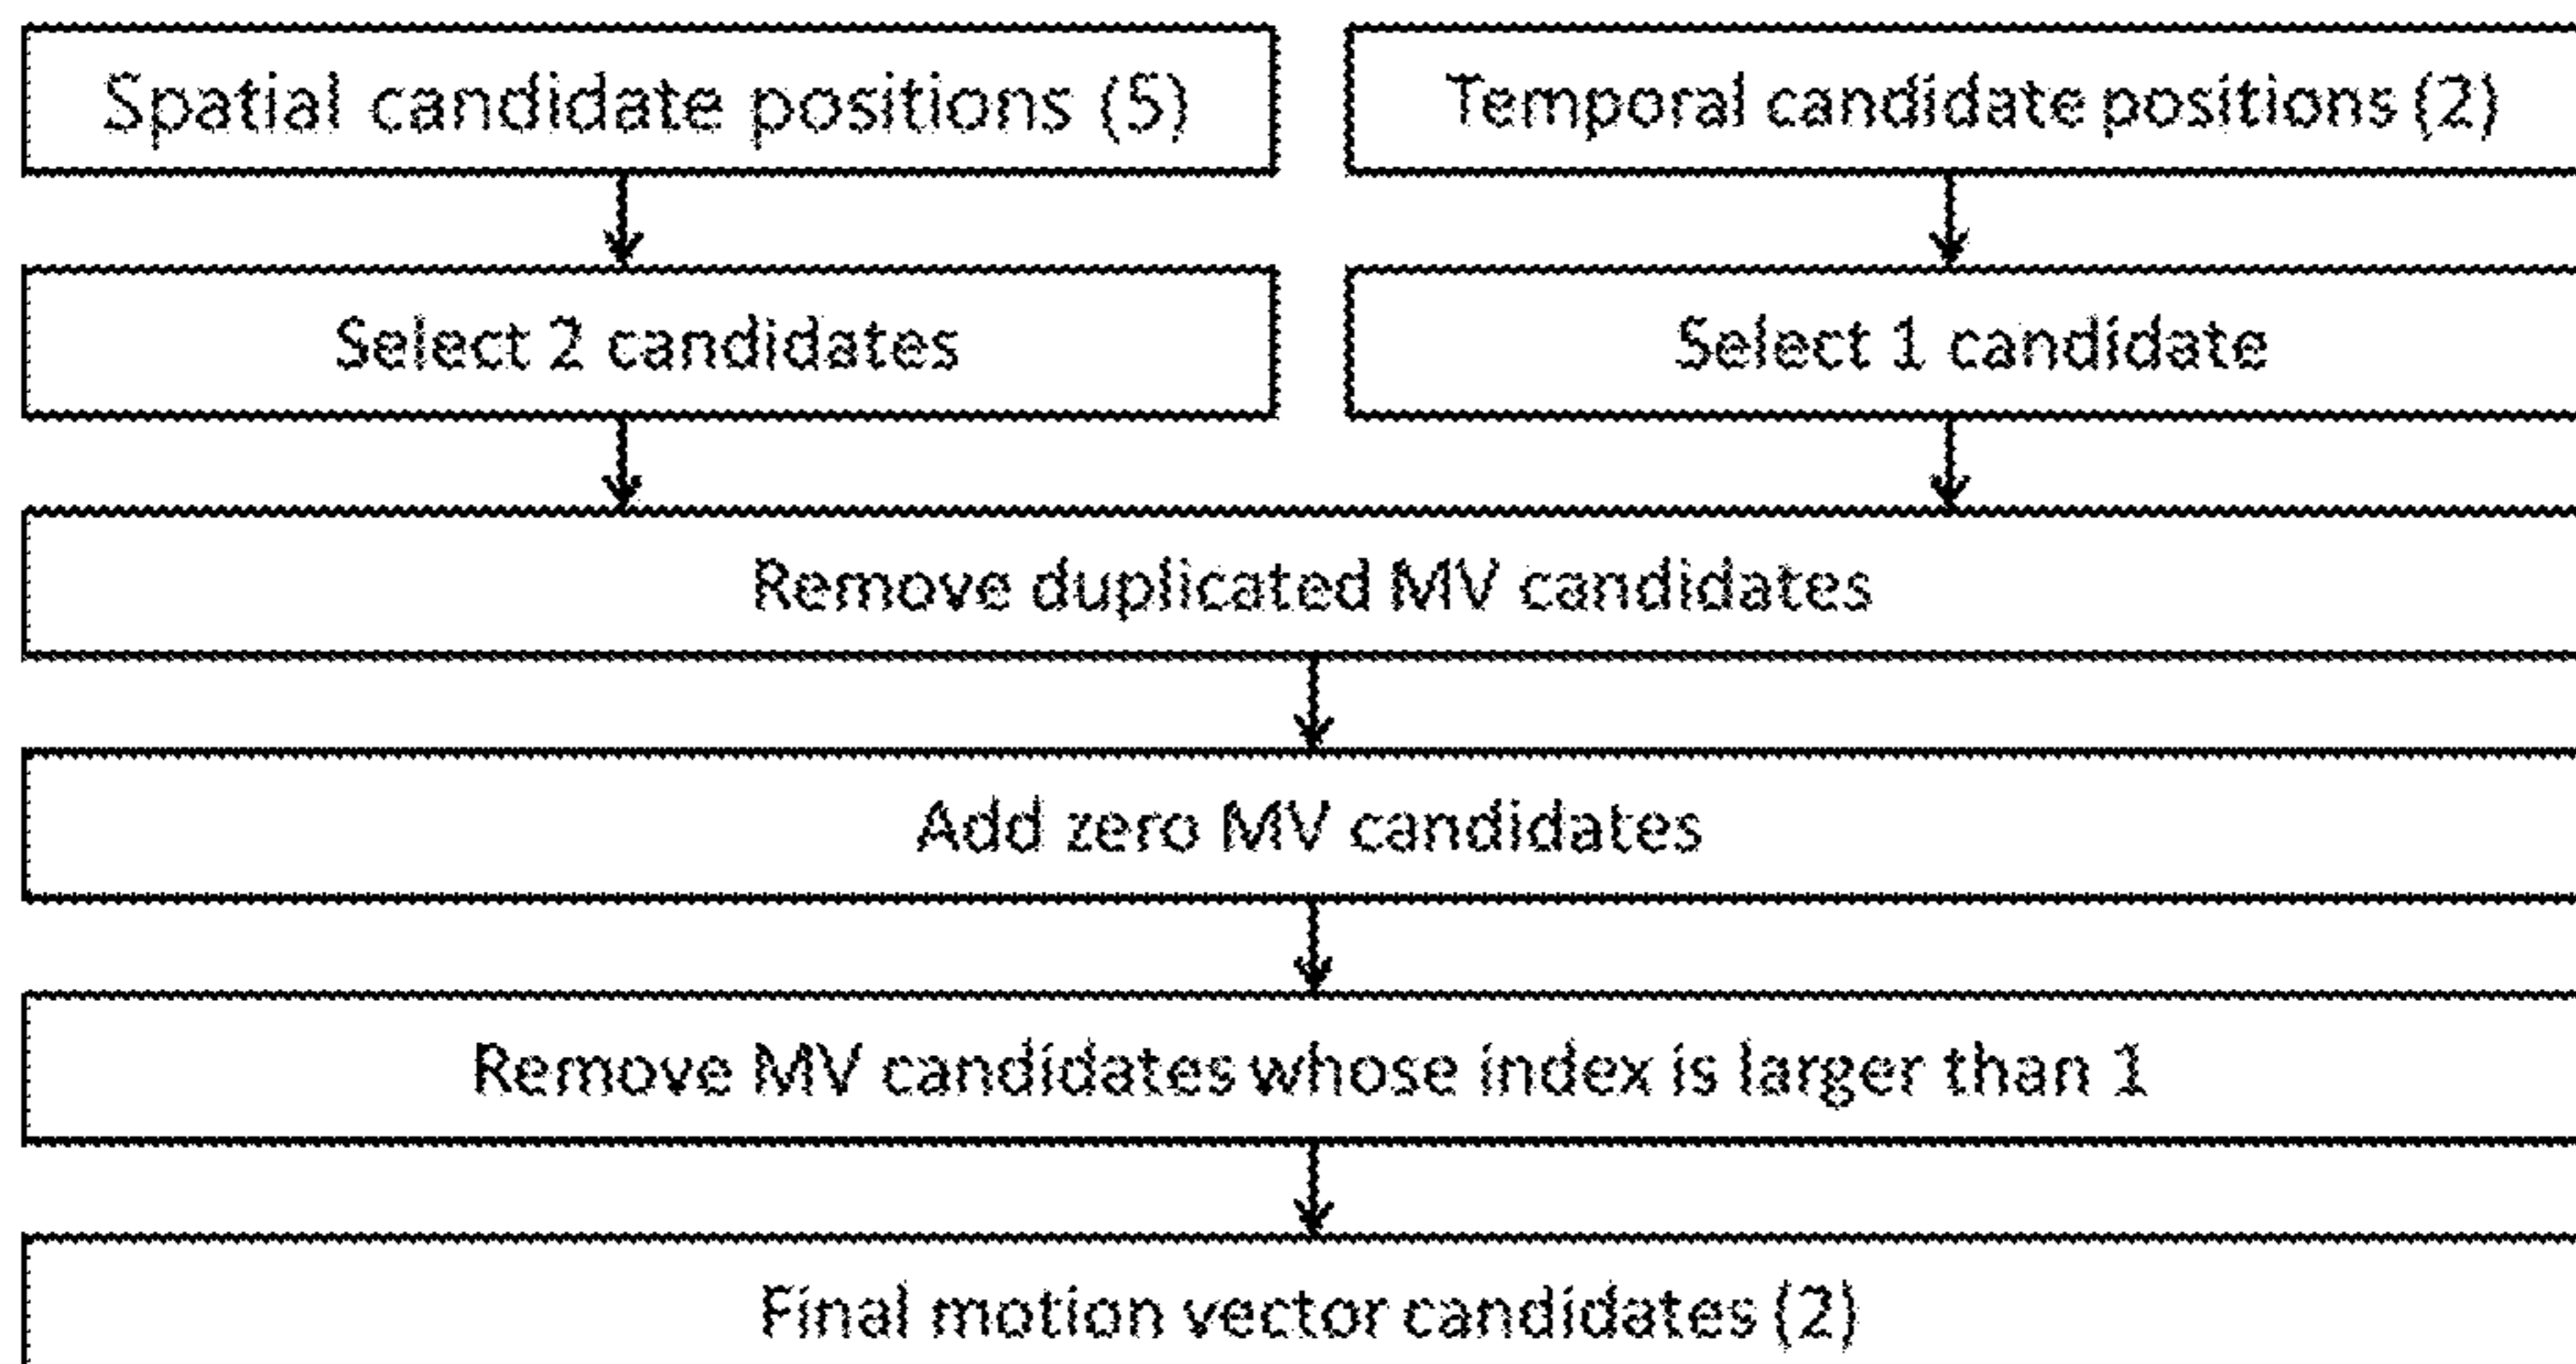 Spatial candidate positions (5)
Temporal candidate positions (2)
Select 2 candidates
Select 1 candidate
Remove duplicated MV candidates
Add zero MV candidates
Remove MV candidates whose index is larger than 1
Final motion vector candidates (2)